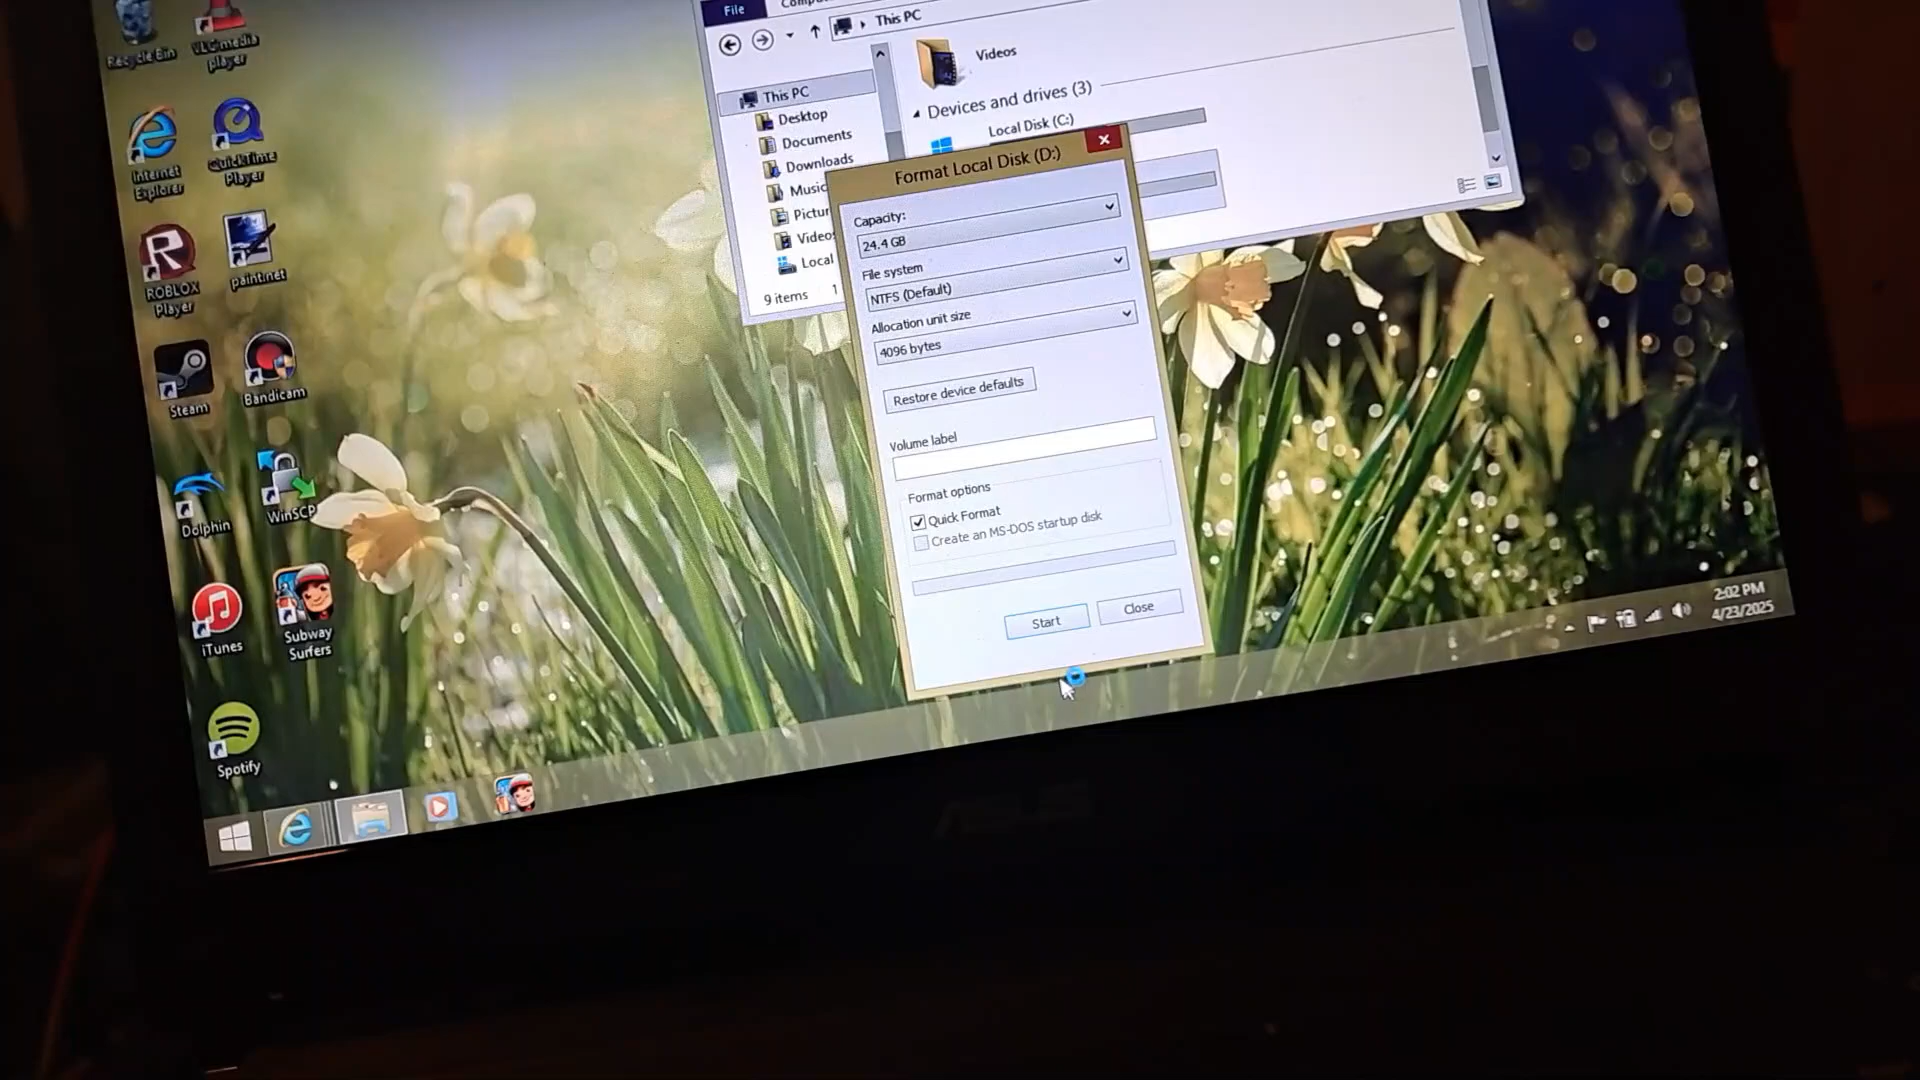 File
This PC
Recycle Bin
VLC media
player
Videos
This PC
Devices and drives (3)
Desktop
Local Disk (C:)
Documents
Internet
Explorer
QuickTime
Player
Downloads
Format Local Disk (D:)
Music
Capacity:
24.4 GB
Pictur
Videos
Local
9 items
1
File system
NTFS (Default)
ROBLOX
Player
paint.net
Allocation unit size
4096 bytes
Steam
Bandicam
Restore device defaults
Volume label
Format options
Quick Format
Create an MS-DOS startup disk
Dolphin
WinSCP
Start
Close
2:02 PM
4/23/2025
iTunes
Subway
Surfers
Spotify
ASUS